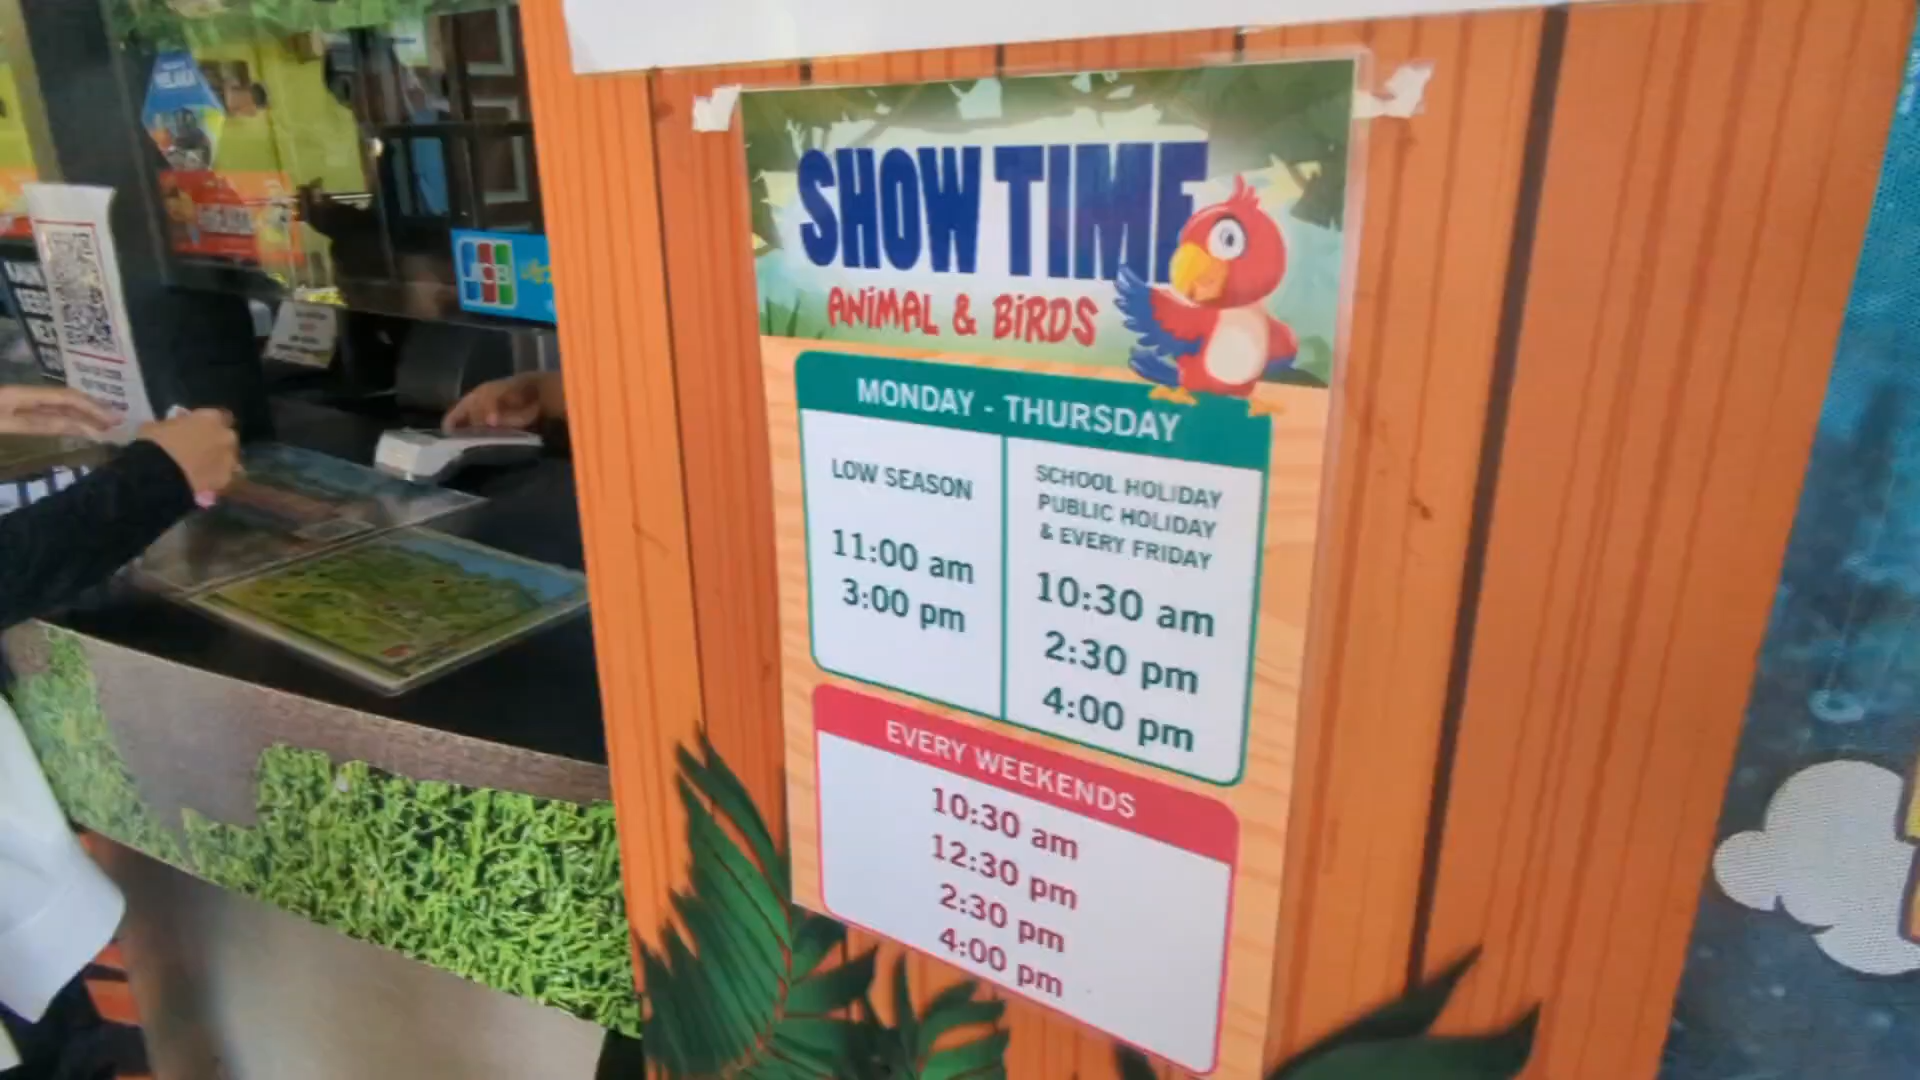 SHOW TIME
ANiMAL & BiRDS
MONDAY - THURSDAY
LOW SEASON
11:00 am
3:00 pm
SCHOOL HOLIDAY
PUBLIC HOLIDAY
& EVERY FRIDAY
10:30 am
2:30 pm
4:00 pm
EVERY WEEKENDS
10:30 am
12:30 pm
2:30 pm
4:00 pm
JCB